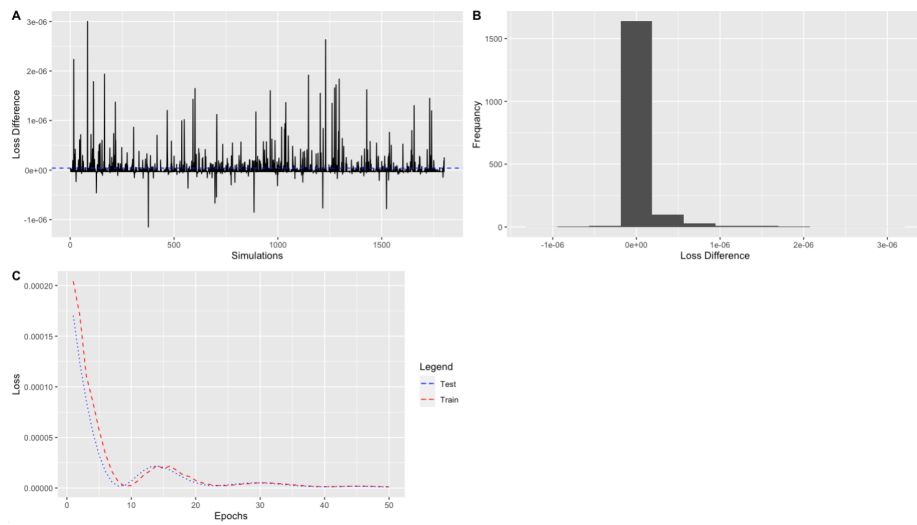 A
3e-06
2e-06
1e-06
0e+00
-1e-06
Loss Difference
0
500
1000
1500
Simulations
B
1500
1000
500
0
Frequancy
-1e-06
0e+00
1e-06
2e-06
3e-06
Loss Difference
C
0.00020
0.00015
0.00010
0.00005
0.00000
Loss
0
10
20
30
40
50
Epochs
Legend
Test
Train